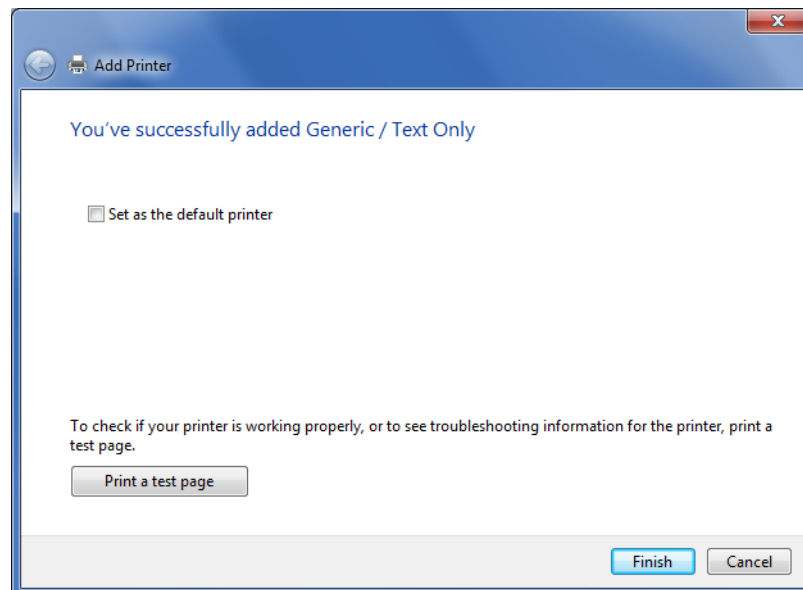 Add Printer
You've successfully added Generic / Text Only
Set as the default printer
To check if your printer is working properly, or to see troubleshooting information for the printer, print a
test page.
Print a test page
Finish Cancel